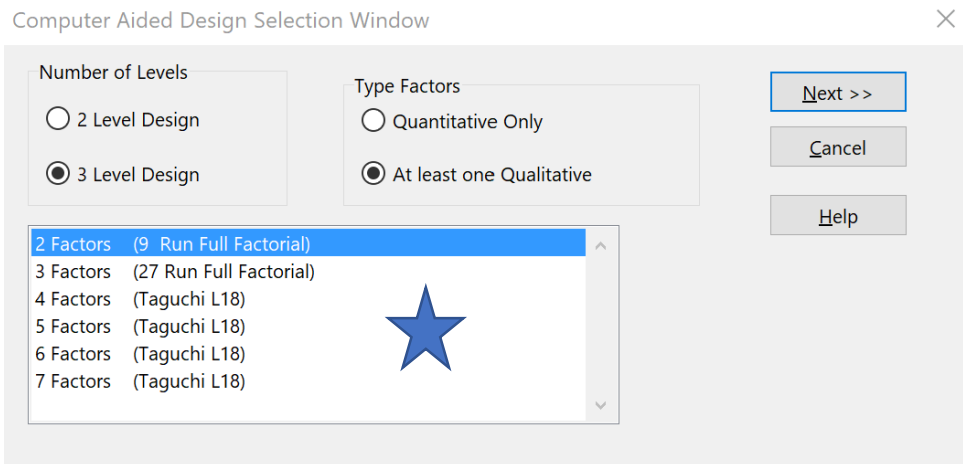 Computer Aided Design Selection Window
Number of Levels
2 Level Design
3 Level Design
Type Factors
Quantitative Only
At least one Qualitative
Next >>
Cancel
Help
2 Factors (9 Run Full Factorial)
3 Factors (27 Run Full Factorial)
4 Factors (Taguchi L18)
5 Factors (Taguchi L18)
6 Factors (Taguchi L18)
7 Factors (Taguchi L18)